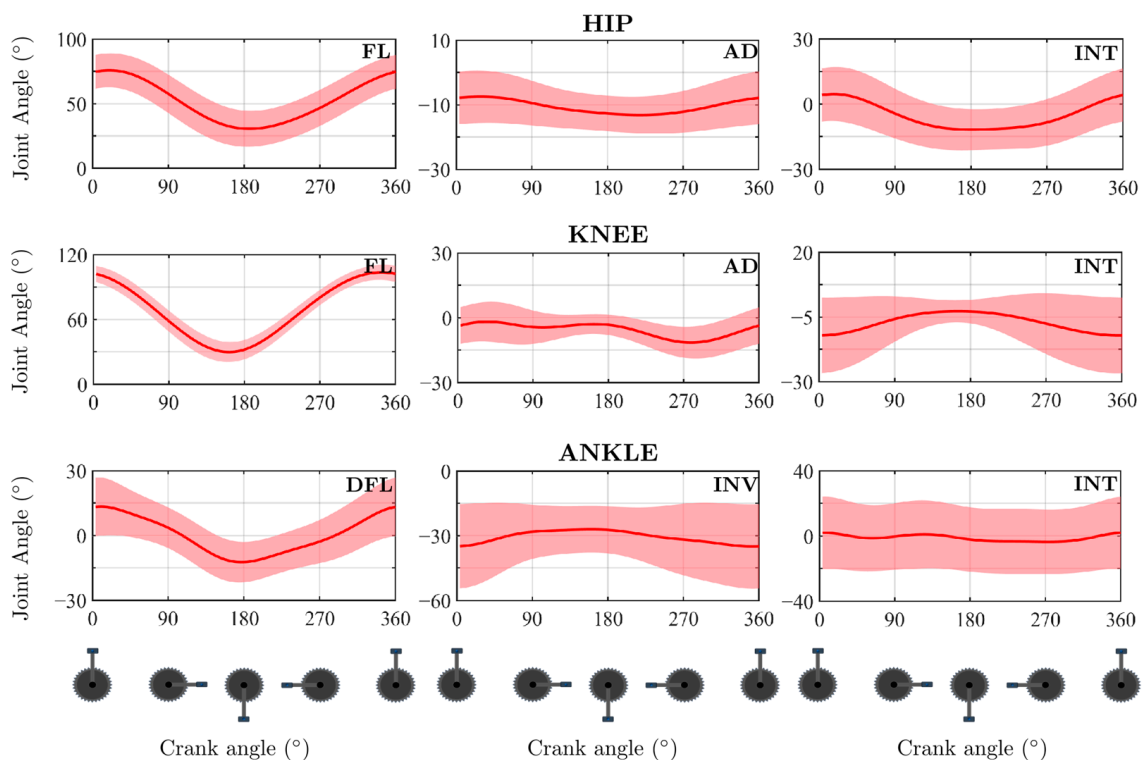 HIP
Joint Angle (°)
100
50
0
FL
0 90 180 270 360
10
−10
−30
AD
0 90 180 270 360
30
0
−30
INT
0 90 180 270 360
KNEE
Joint Angle (°)
120
60
0
FL
0 90 180 270 360
30
0
−30
AD
0 90 180 270 360
20
−5
−30
INT
0 90 180 270 360
ANKLE
Joint Angle (°)
30
0
−30
DFL
0 90 180 270 360
0
−30
−60
INV
0 90 180 270 360
40
0
−40
INT
0 90 180 270 360
Crank angle (°) Crank angle (°) Crank angle (°)